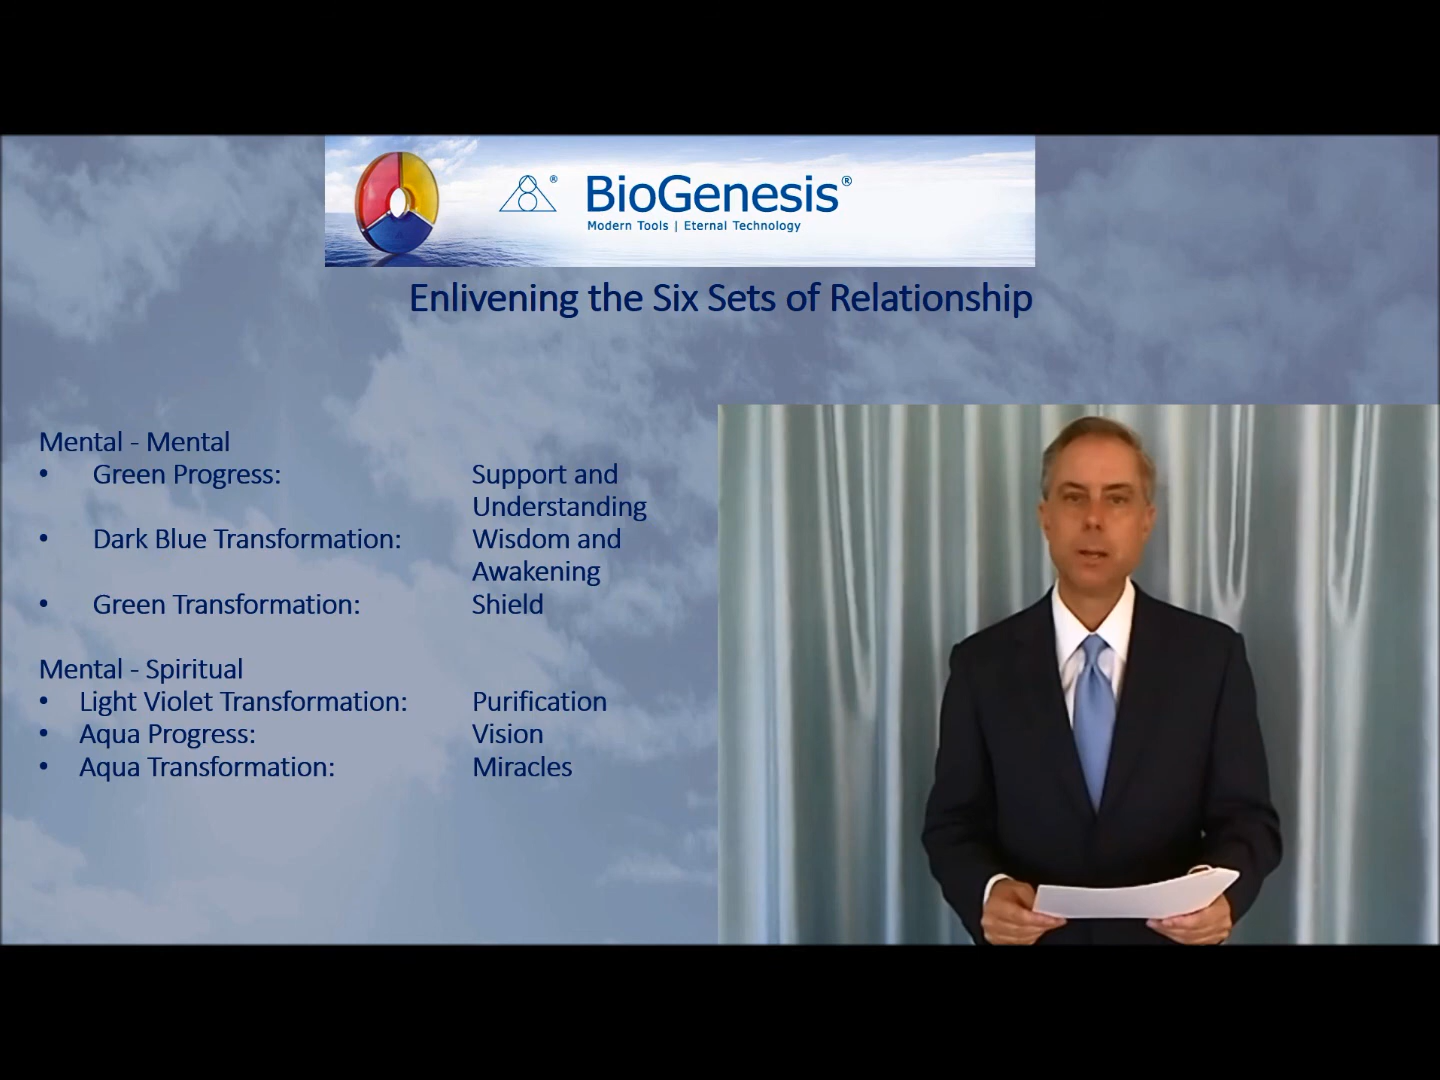 BioGenesis®
Modern Tools | Eternal Technology
Enlivening the Six Sets of Relationship
Mental - Mental
• Green Progress: Support and
Understanding
• Dark Blue Transformation: Wisdom and
Awakening
• Green Transformation: Shield
Mental - Spiritual
• Light Violet Transformation: Purification
• Aqua Progress: Vision
• Aqua Transformation: Miracles